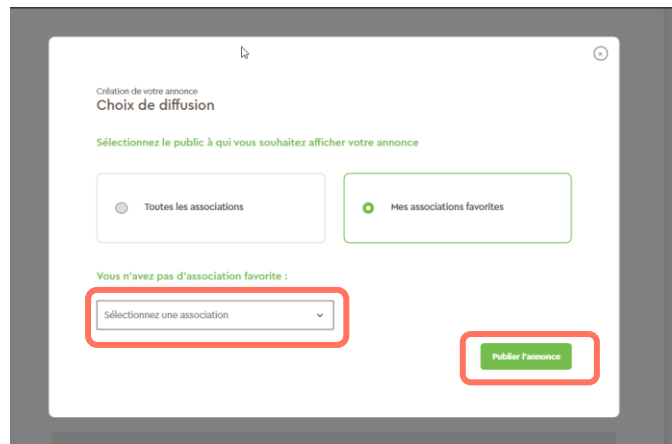 Création de votre annonce
Choix de diffusion
Sélectionnez le public à qui vous souhaitez afficher votre annonce
Toutes les associations
Mes associations favorites
Vous n'avez pas d'association favorite :
Sélectionnez une association
Publier l'annonce